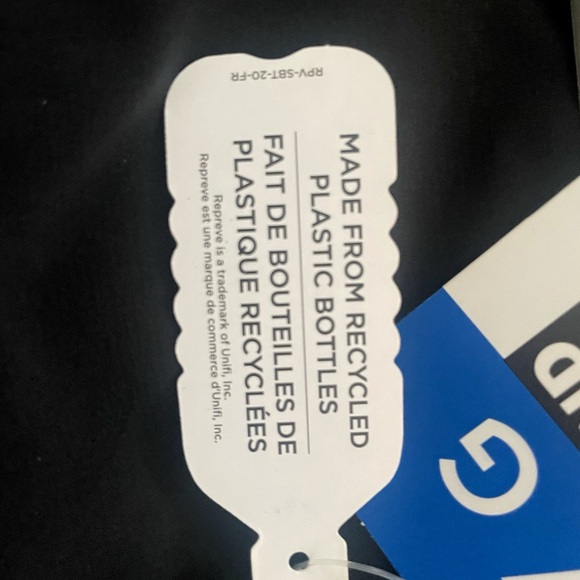 MADE FROM RECYCLED
PLASTIC BOTTLES
FAIT DE BOUTEILLES DE
PLASTIQUE RECYCLÉES
Repreve is a trademark of Unifi, Inc.
Repreve est une marque de commerce d'Unifi, Inc.
RPV-SBT-20-FR
G